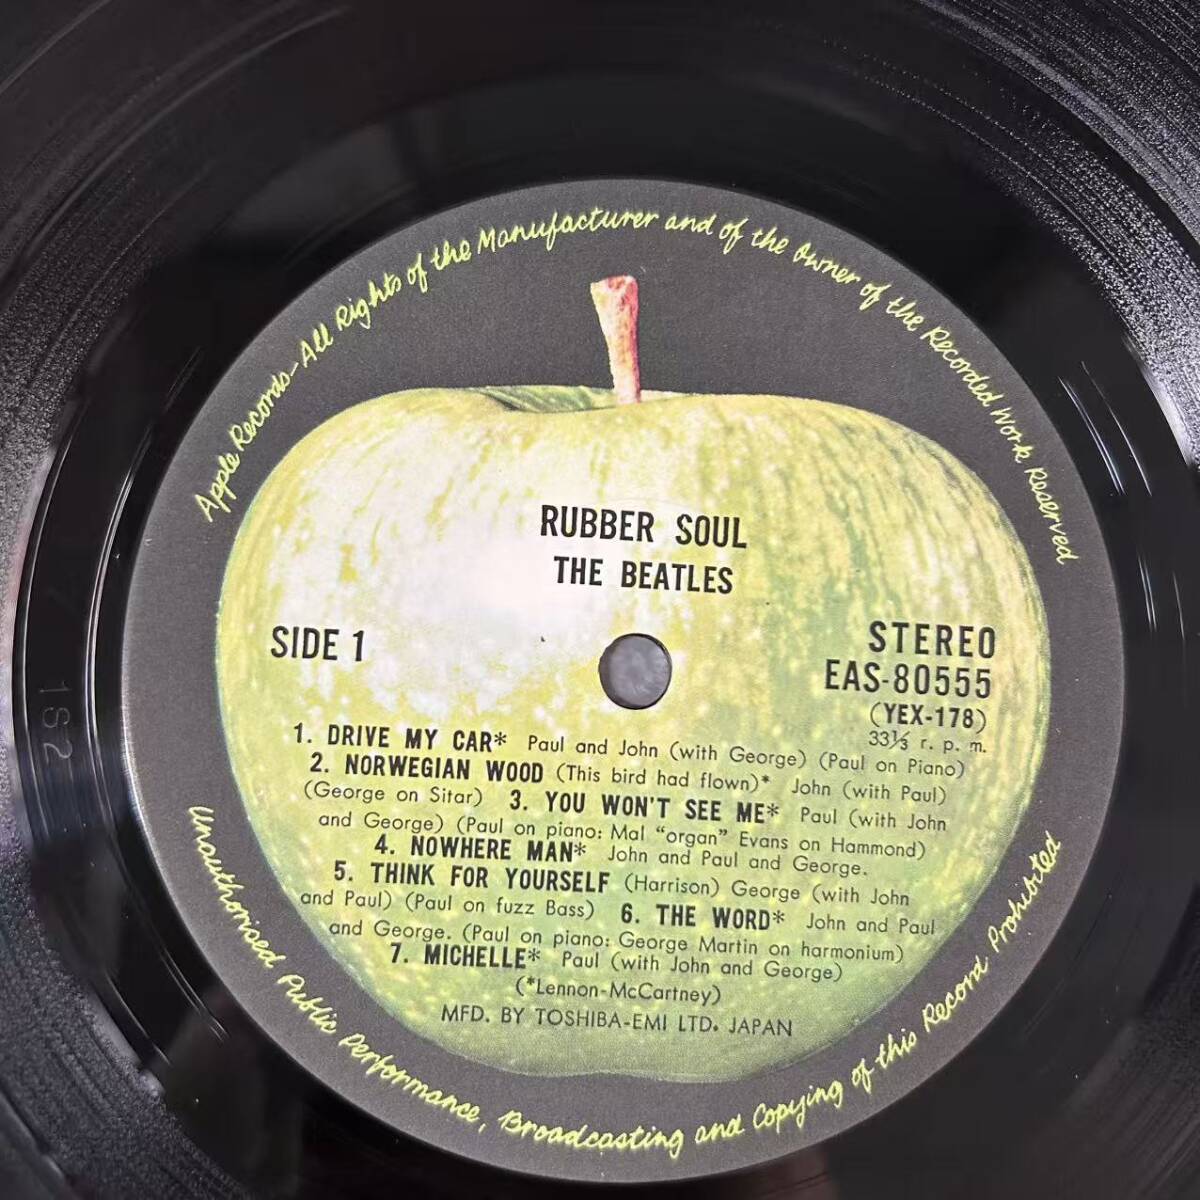 Apple Records–All Rights of the Manufacturer and of the Owner of the Recorded Work Reserved
RUBBER SOUL
THE BEATLES
SIDE 1
STEREO
EAS-80555
(YEX-178)
33⅓ r. p. m.
1. DRIVE MY CAR* Paul and John (with George) (Paul on Piano)
2. NORWEGIAN WOOD (This bird had flown)* John (with Paul)
(George on Sitar) 3. YOU WON'T SEE ME* Paul (with John
and George) (Paul on piano: Mal "organ" Evans on Hammond)
4. NOWHERE MAN* John and Paul and George.
5. THINK FOR YOURSELF (Harrison) George (with John
and Paul) (Paul on fuzz Bass) 6. THE WORD* John and Paul
and George. (Paul on piano: George Martin on harmonium)
7. MICHELLE* Paul (with John and George)
(*Lennon-McCartney)
MFD. BY TOSHIBA-EMI LTD. JAPAN
Unauthorised Public Performance, Broadcasting and Copying of this Record Prohibited
1S2